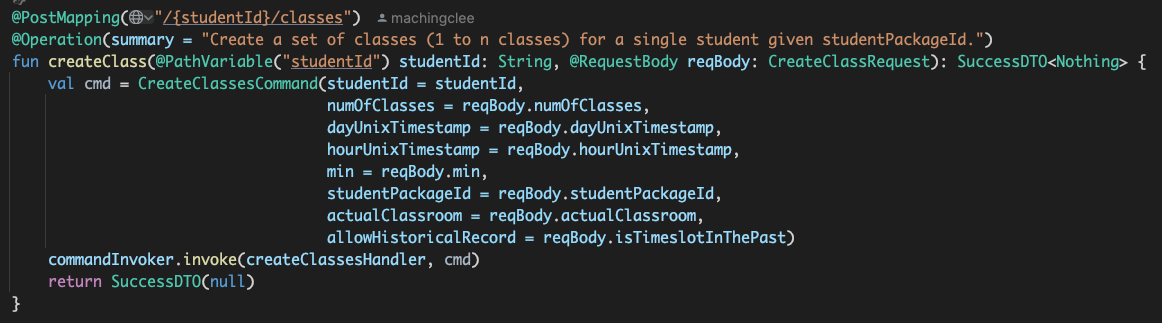 @PostMapping("/{studentId}/classes") machingclee
@Operation(summary = "Create a set of classes (1 to n classes) for a single student given studentPackageId.")
fun createClass(@PathVariable("studentId") studentId: String, @RequestBody reqBody: CreateClassRequest): SuccessDTO<Nothing> {
    val cmd = CreateClassesCommand(studentId = studentId,
                                   numOfClasses = reqBody.numOfClasses,
                                   dayUnixTimestamp = reqBody.dayUnixTimestamp,
                                   hourUnixTimestamp = reqBody.hourUnixTimestamp,
                                   min = reqBody.min,
                                   studentPackageId = reqBody.studentPackageId,
                                   actualClassroom = reqBody.actualClassroom,
                                   allowHistoricalRecord = reqBody.isTimeslotInThePast)
    commandInvoker.invoke(createClassesHandler, cmd)
    return SuccessDTO(null)
}